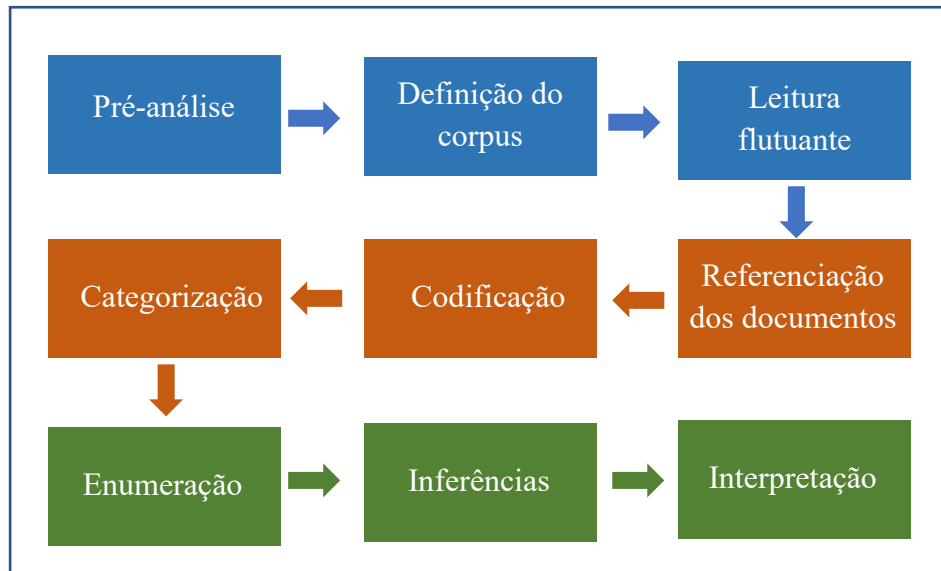 Pré-análise
Definição do
corpus
Leitura
flutuante
Referenciação
dos documentos
Codificação
Categorização
Enumeração
Inferências
Interpretação